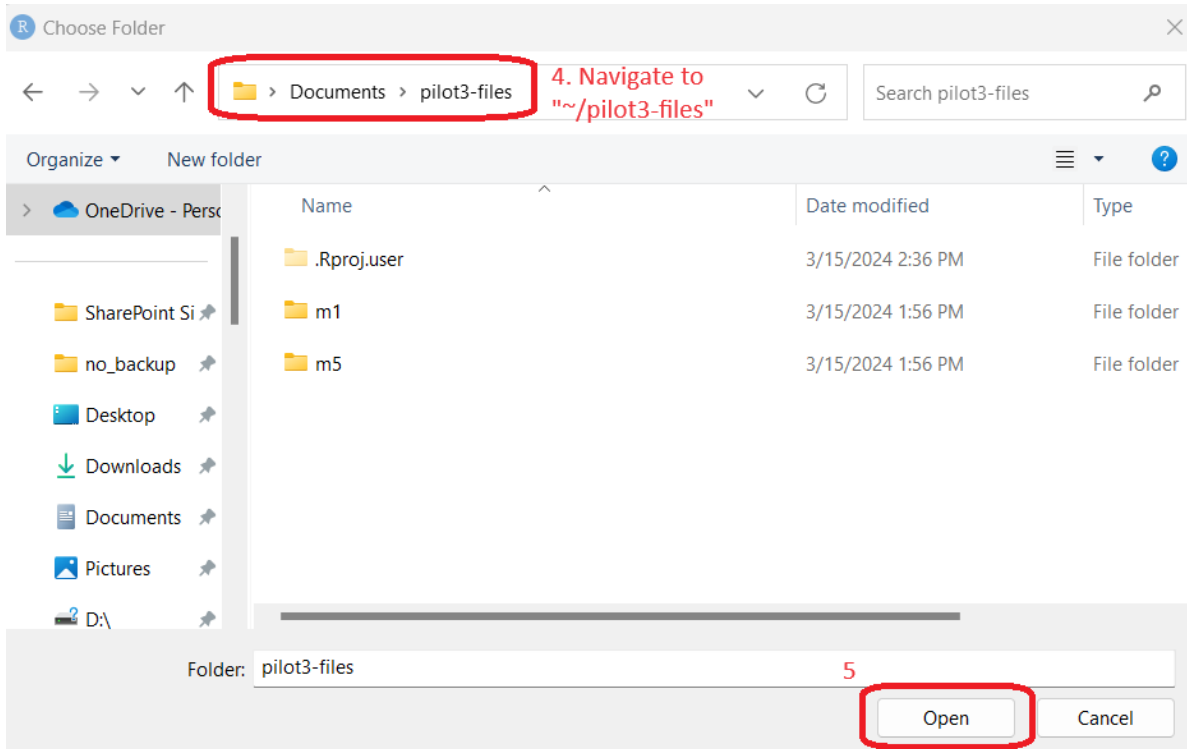 R Choose Folder
Documents > pilot3-files
4. Navigate to
"~/pilot3-files"
Search pilot3-files
Organize New folder
?
OneDrive - Perso
Name Date modified Type
.Rproj.user 3/15/2024 2:36 PM File folder
SharePoint Si
m1 3/15/2024 1:56 PM File folder
no_backup
m5 3/15/2024 1:56 PM File folder
Desktop
Downloads
Documents
Pictures
D:\
Folder: pilot3-files
5
Open Cancel